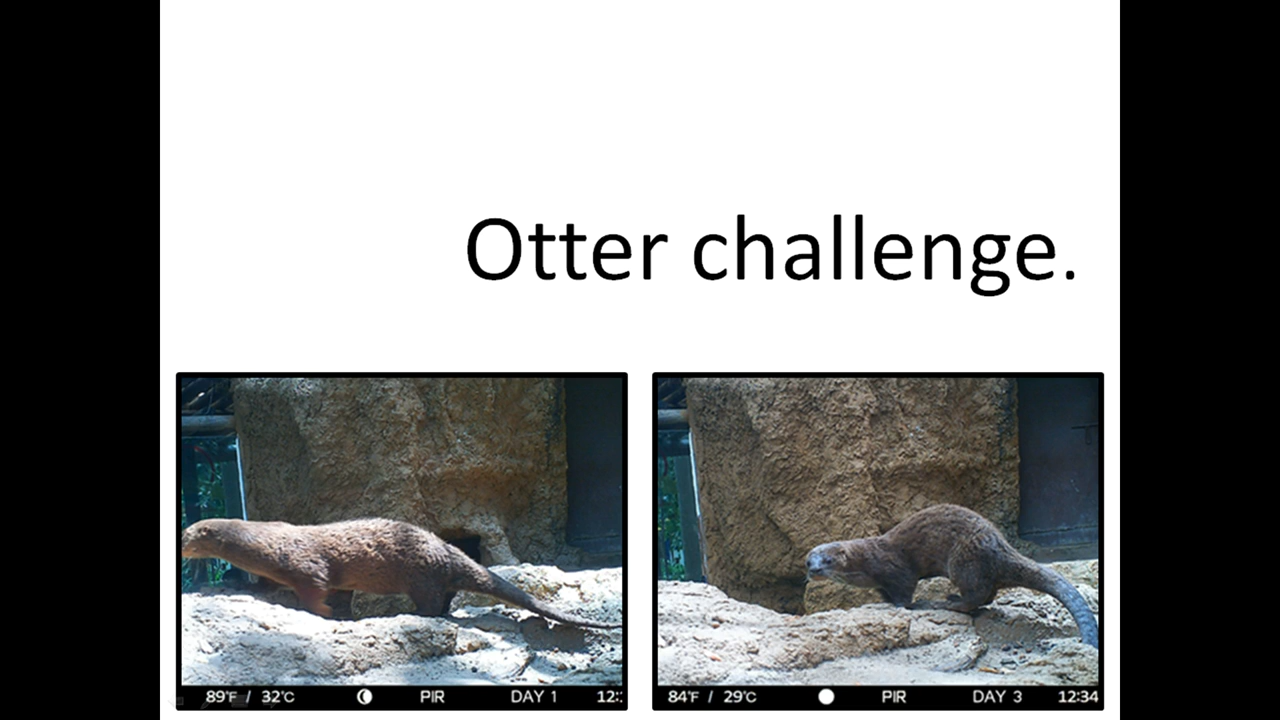 Otter challenge.
89°F / 32°C PIR DAY 1
84°F / 29°C PIR DAY 3 12:34